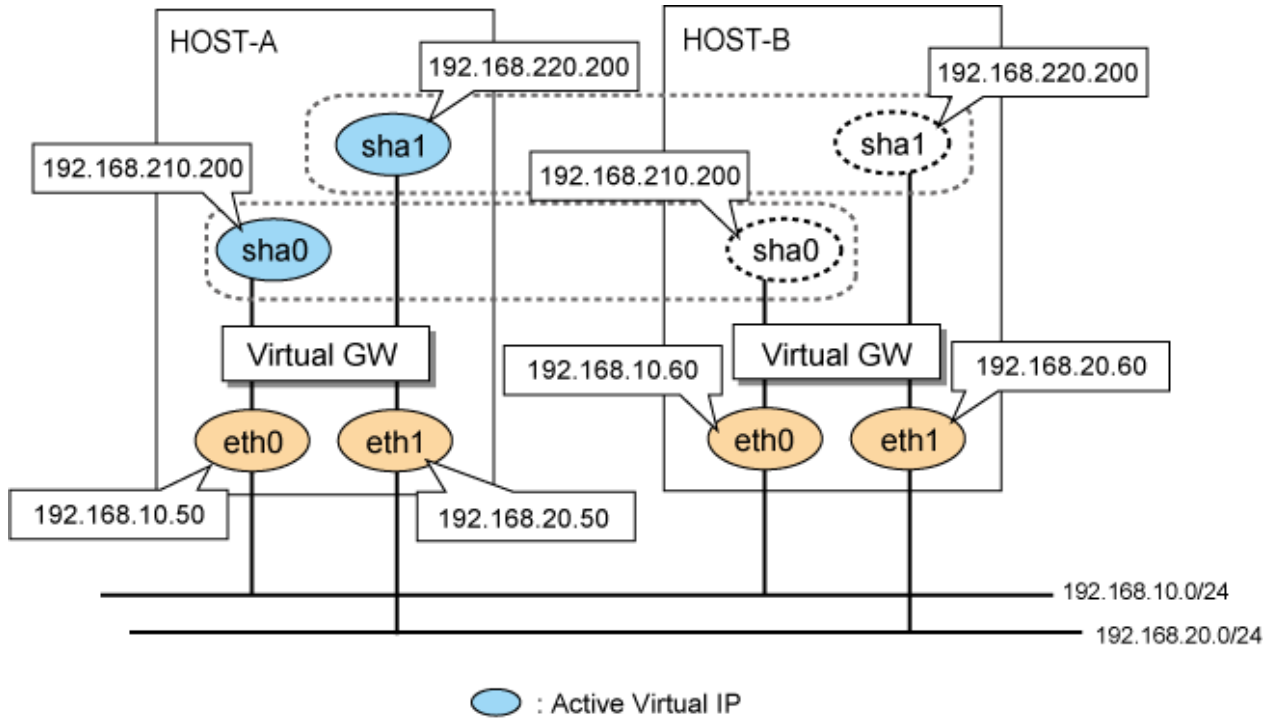 HOST-A
HOST-B
192.168.220.200
192.168.220.200
sha1
sha1
192.168.210.200
192.168.210.200
sha0
sha0
Virtual GW
Virtual GW
192.168.10.60
192.168.20.60
eth0
eth1
eth0
eth1
192.168.10.50
192.168.20.50
192.168.10.0/24
192.168.20.0/24
: Active Virtual IP